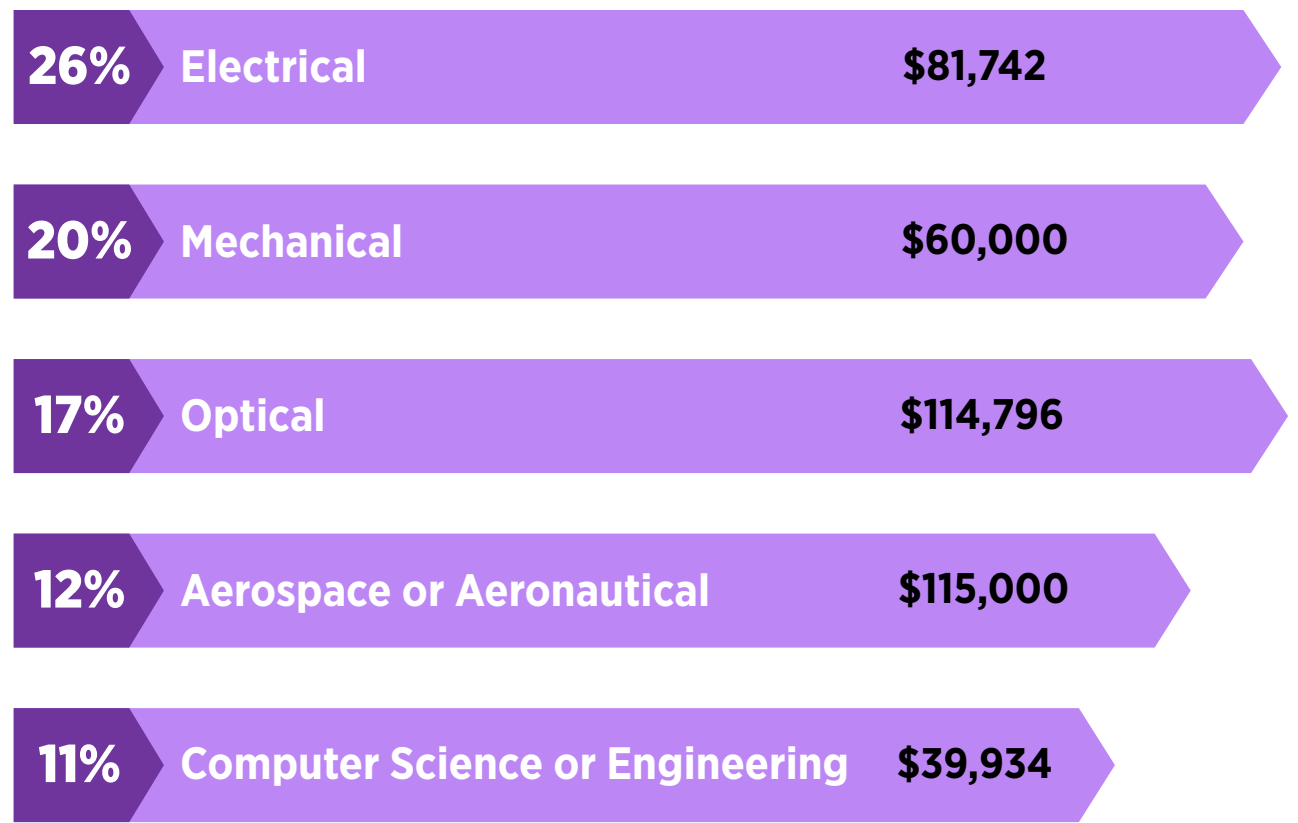 26% Electrical $81,742
20% Mechanical $60,000
17% Optical $114,796
12% Aerospace or Aeronautical $115,000
11% Computer Science or Engineering $39,934